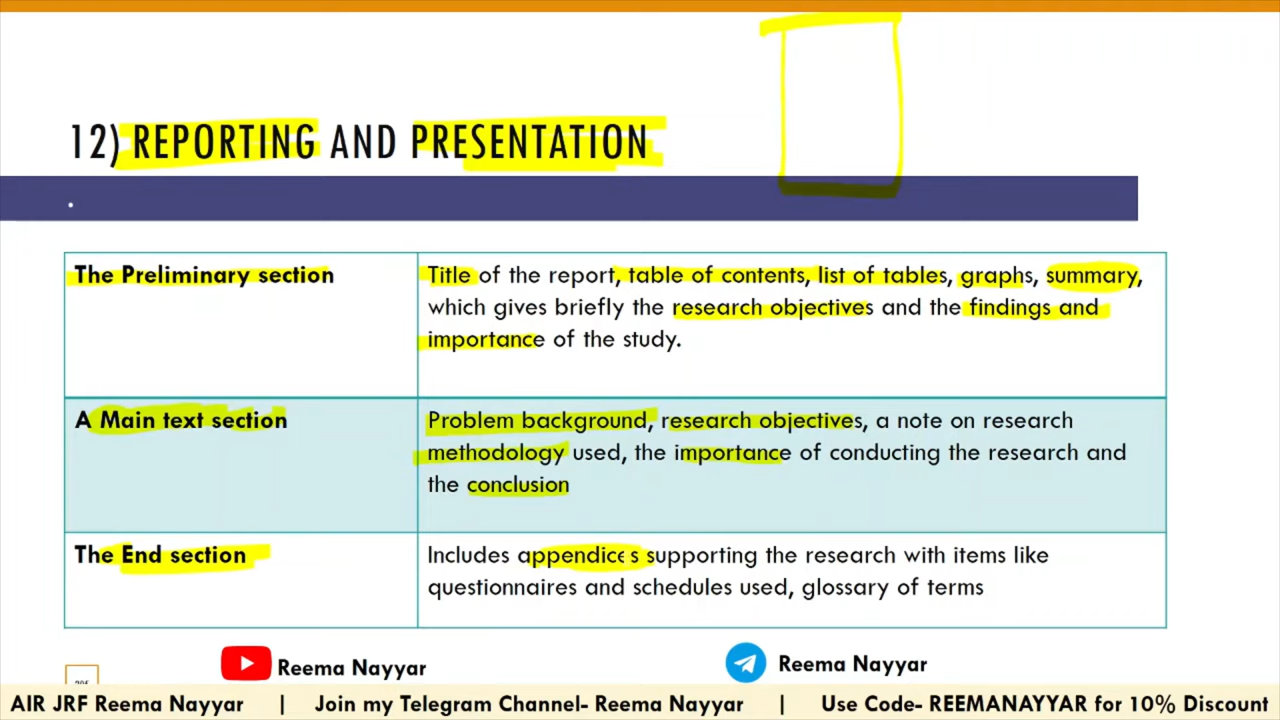 12) REPORTING AND PRESENTATION
The Preliminary section
Title of the report, table of contents, list of tables, graphs, summary,
which gives briefly the research objectives and the findings and
importance of the study.
A Main text section
Problem background, research objectives, a note on research
methodology used, the importance of conducting the research and
the conclusion
The End section
Includes appendices supporting the research with items like
questionnaires and schedules used, glossary of terms
Reema Nayyar
Reema Nayyar
AIR JRF Reema Nayyar | Join my Telegram Channel- Reema Nayyar | Use Code- REEMANAYYAR for 10% Discount